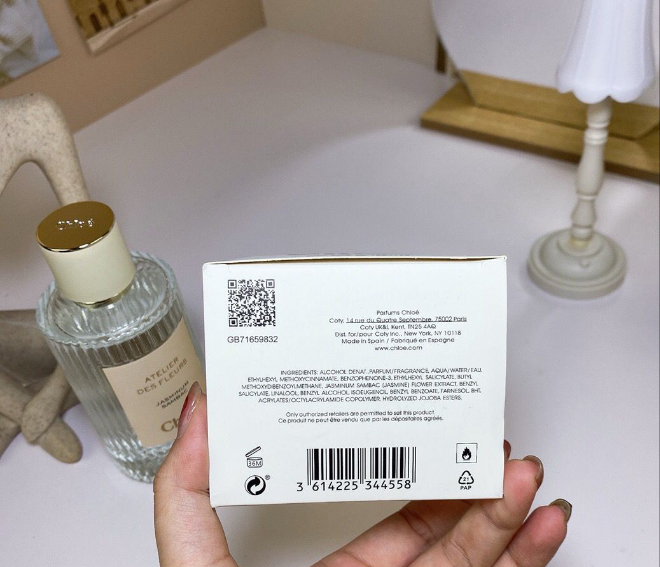 Chloé
ATELIER
DES FLEURS
JASMINUM
SAMBAC
GB71659832
Parfums Chloé
Coty, 14 rue du Quatre Septembre, 75002 Paris
Coty UK&I, Kent, TN25 4AQ
Dist. for/pour Coty Inc., New York, NY 10118
Made in Spain / Fabriqué en Espagne
www.chloe.com
INGREDIENTS: ALCOHOL DENAT., PARFUM/FRAGRANCE, AQUA/WATER/EAU,
ETHYLHEXYL METHOXYCINNAMATE, BENZOPHENONE-3, ETHYLHEXYL SALICYLATE, BUTYL
METHOXYDIBENZOYLMETHANE, JASMINUM SAMBAC (JASMINE) FLOWER EXTRACT, BENZYL
SALICYLATE, LINALOOL, BENZYL ALCOHOL, ISOEUGENOL, BENZYL BENZOATE, FARNESOL, BHT,
ACRYLATES/OCTYLACRYLAMIDE COPOLYMER, HYDROLYZED JOJOBA ESTERS.
Only authorized retailers are permitted to sell this product.
Ce produit ne peut être vendu que par les dépositaires agréés.
36M
3 614225 344558
21
PAP